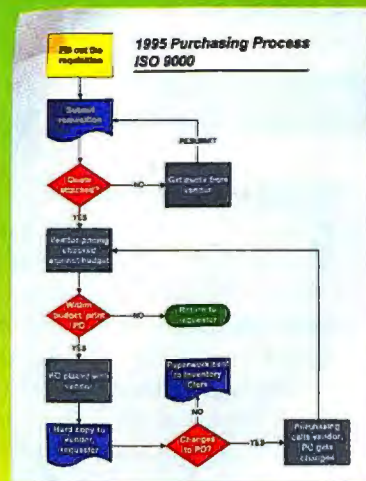 1995 Purchasing Process
ISO 9000
Fill out the
requisition
Submit
requisition
RESUBMIT
Quote
attached?
NO
Get quote from
vendor
YES
Vendor pricing
checked
against budget
Within
budget, print
PO
NO
Return to
requester
YES
PO placed with
vendor
Paperwork sent
to Inventory
Clerk
NO
Hard copy to
vendor,
requester
Changes
to PO?
YES
Purchasing
calls vendor,
PO gets
changes